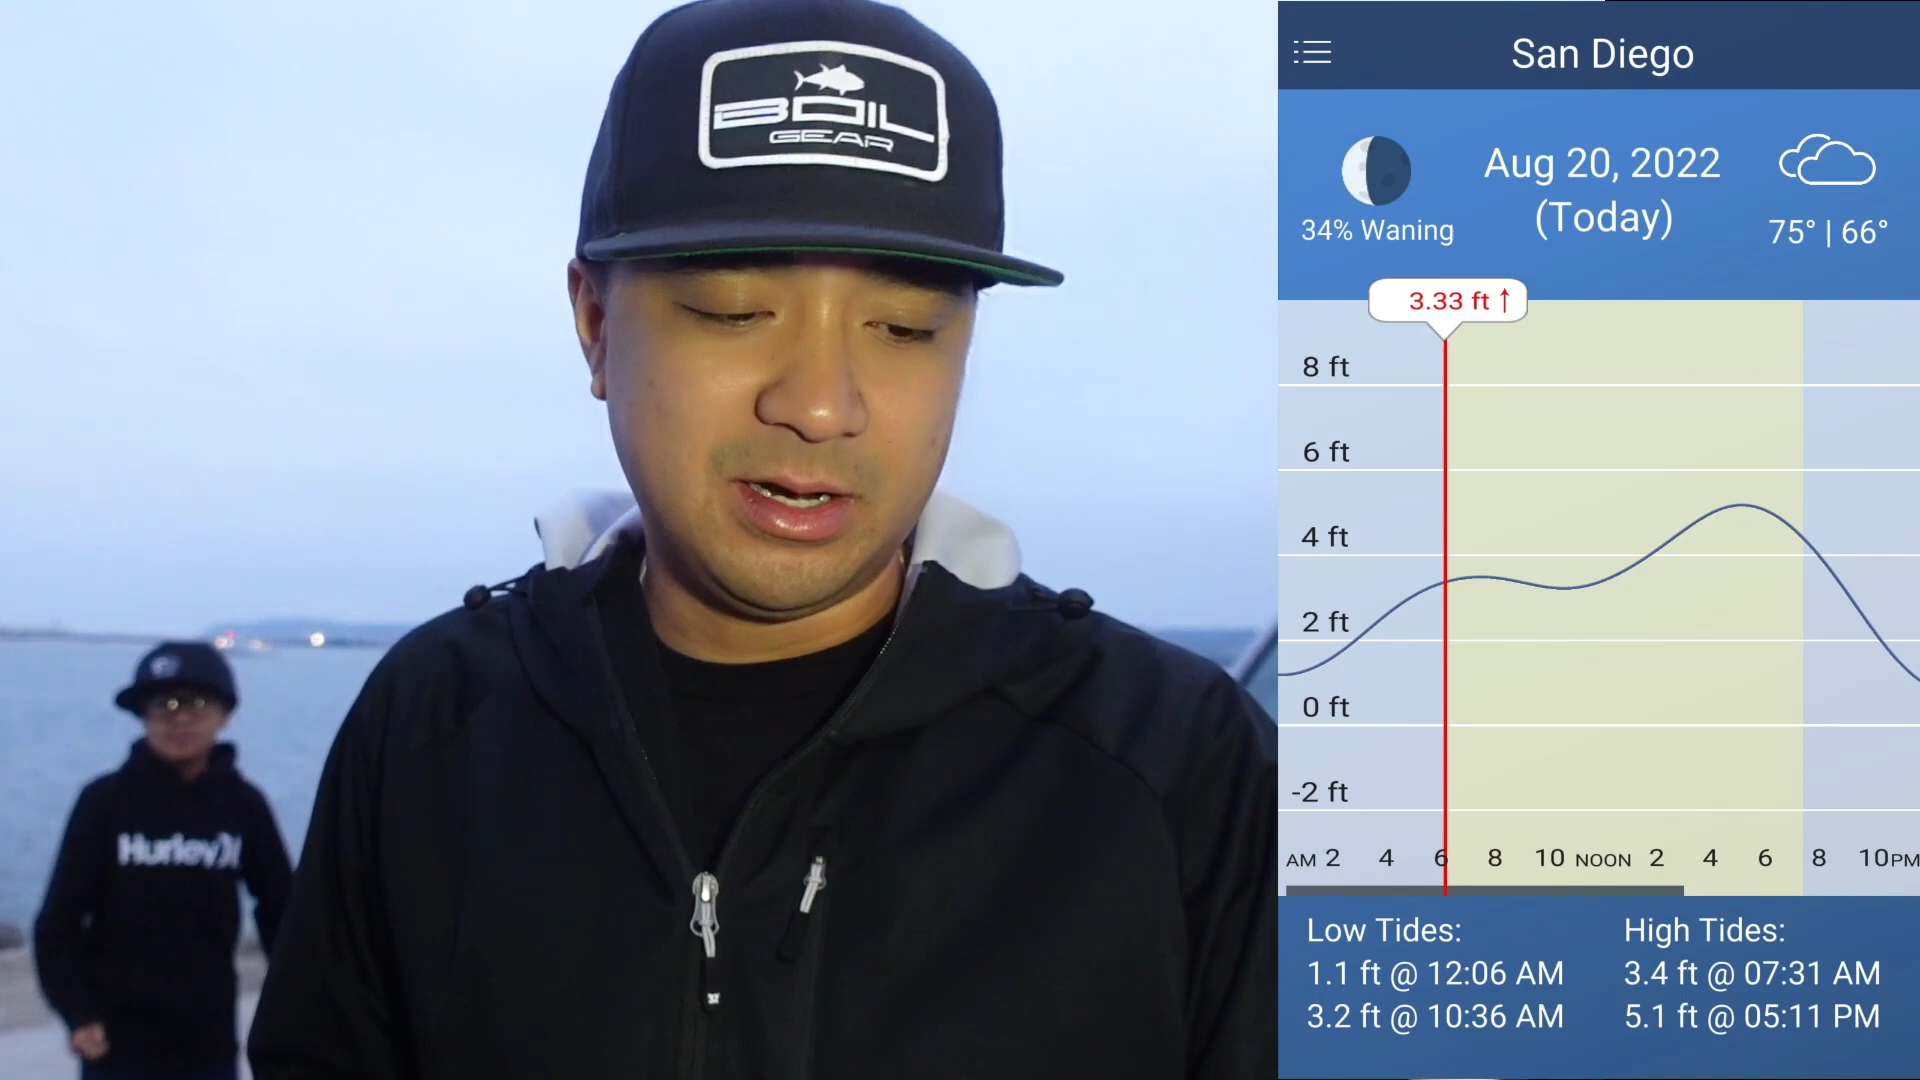 BOIL
GEAR
Hurley
San Diego
34% Waning
Aug 20, 2022
(Today)
75° | 66°
3.33 ft ↑
8 ft
6 ft
4 ft
2 ft
0 ft
-2 ft
AM 2 4 6 8 10 NOON 2 4 6 8 10PM
Low Tides:
1.1 ft @ 12:06 AM
3.2 ft @ 10:36 AM
High Tides:
3.4 ft @ 07:31 AM
5.1 ft @ 05:11 PM